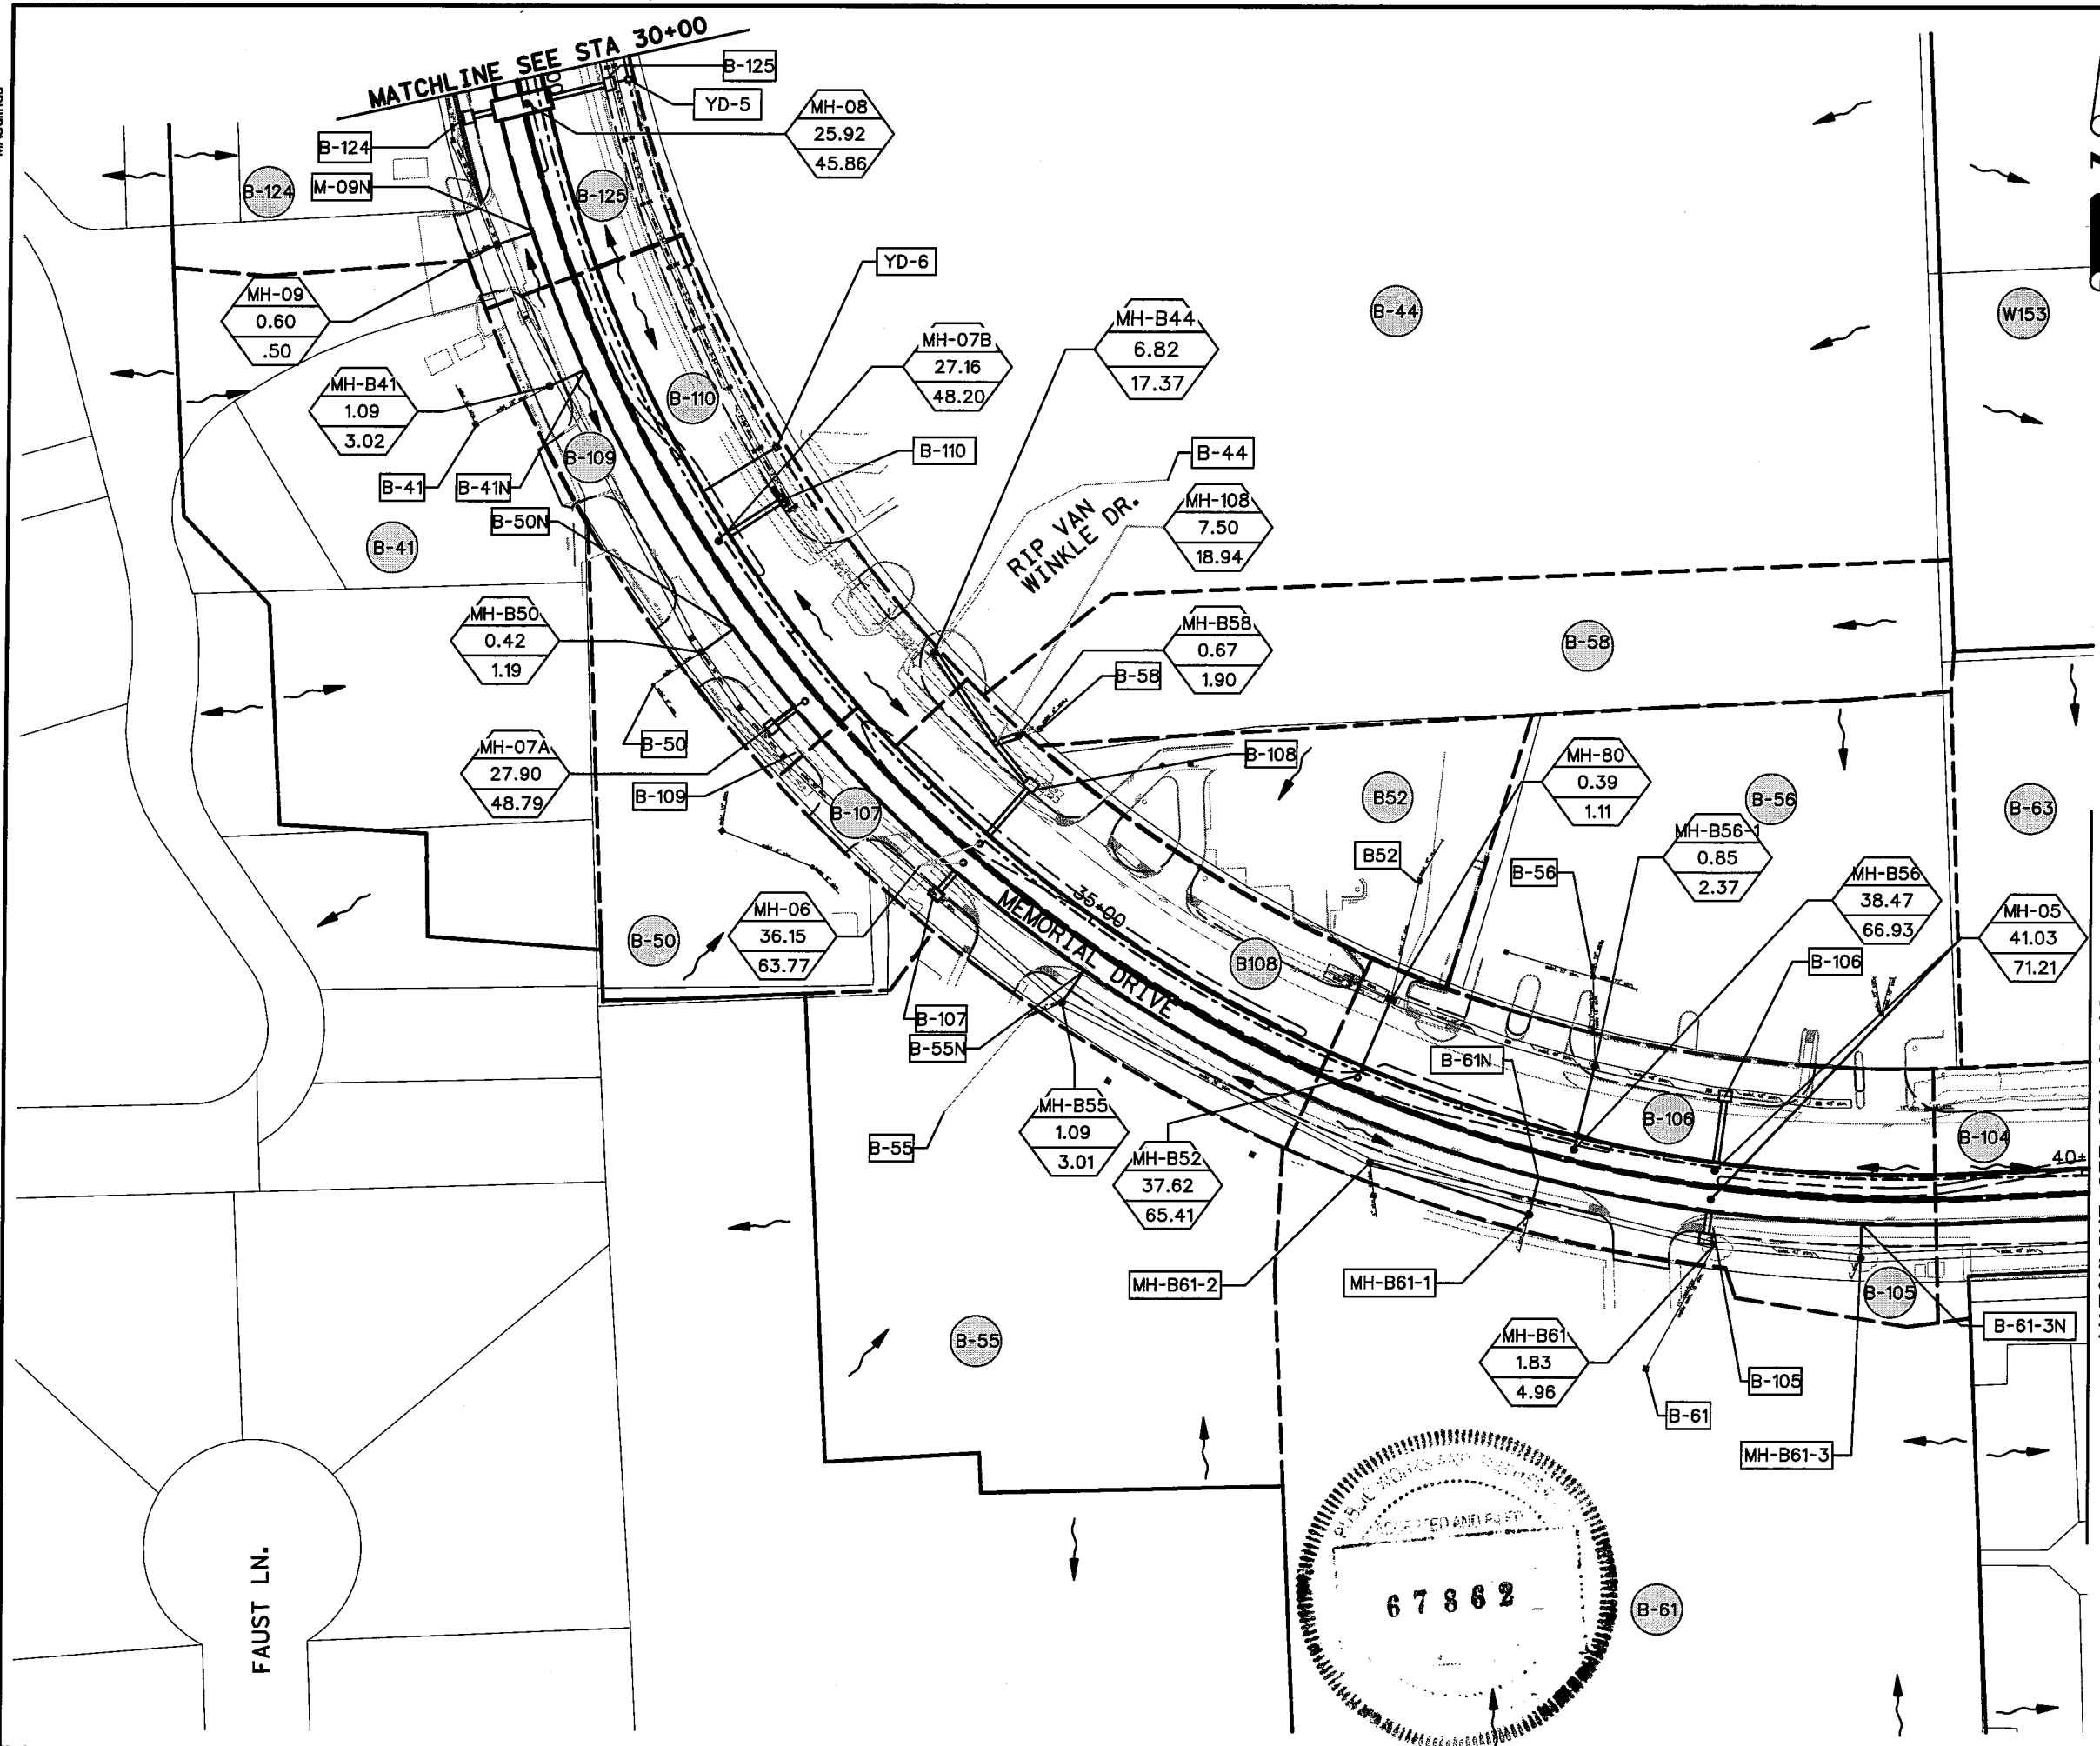 MATCHLINE SEE STA 30+00
B-125
YD-5
MH-08
25.92
45.86
B-124
M-09N
B-124
B-125
YD-6
MH-09
0.60
.50
MH-B41
1.09
3.02
B-41
B-41N
B-50N
B-109
B-110
B-41
MH-07B
27.16
48.20
B-110
MH-B44
6.82
17.37
B-44
W153
B-44
MH-108
7.50
18.94
RIP VAN
WINKLE DR.
MH-B50
0.42
1.19
MH-B58
0.67
1.90
B-58
B-58
B-50
MH-07A
27.90
48.79
B-109
B-107
B-108
B52
B52
MH-80
0.39
1.11
B-56
B-63
MH-B56-1
0.85
2.37
B-56
MH-B56
38.47
66.93
MH-05
41.03
71.21
B-106
B-50
MH-06
36.15
63.77
35+00
MEMORIAL DRIVE
B108
B-107
B-55N
B-61N
B-106
B-104
40+
MH-B55
1.09
3.01
B-55
MH-B52
37.62
65.41
MH-B61-2
MH-B61-1
B-105
B-61-3N
B-55
MH-B61
1.83
4.96
B-105
B-61
MH-B61-3
67862
B-61
FAUST LN.